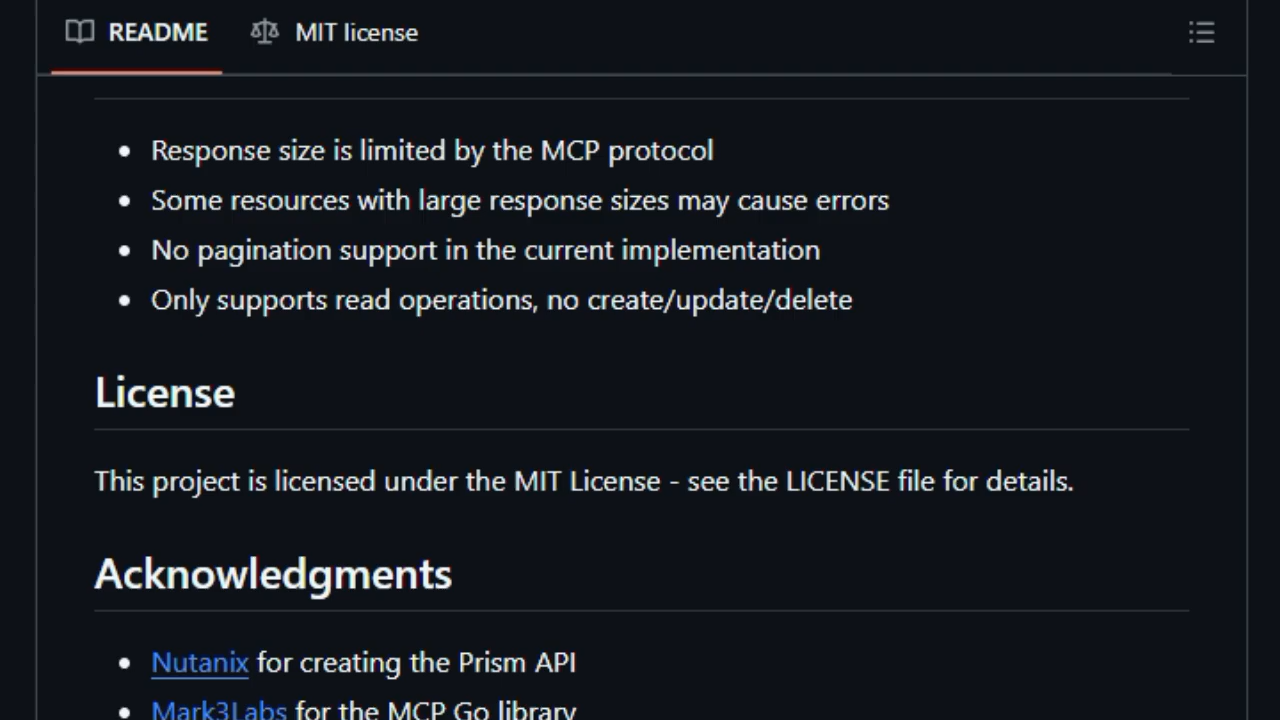 README
MIT license
Response size is limited by the MCP protocol
Some resources with large response sizes may cause errors
No pagination support in the current implementation
Only supports read operations, no create/update/delete
License
This project is licensed under the MIT License - see the LICENSE file for details.
Acknowledgments
Nutanix for creating the Prism API
Mark3Labs for the MCP Go library